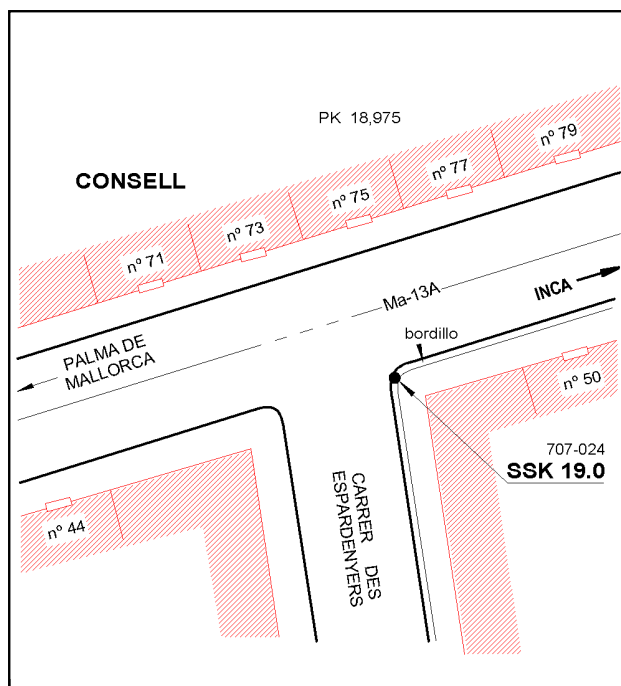 PK 18,975
nº 79
CONSELL
nº 77
nº 75
nº 73
nº 71
INCA
Ma-13A
bordillo
PALMA DE
MALLORCA
nº 50
707-024
SSK 19.0
CARRER DES
ESPARDENYERS
nº 44